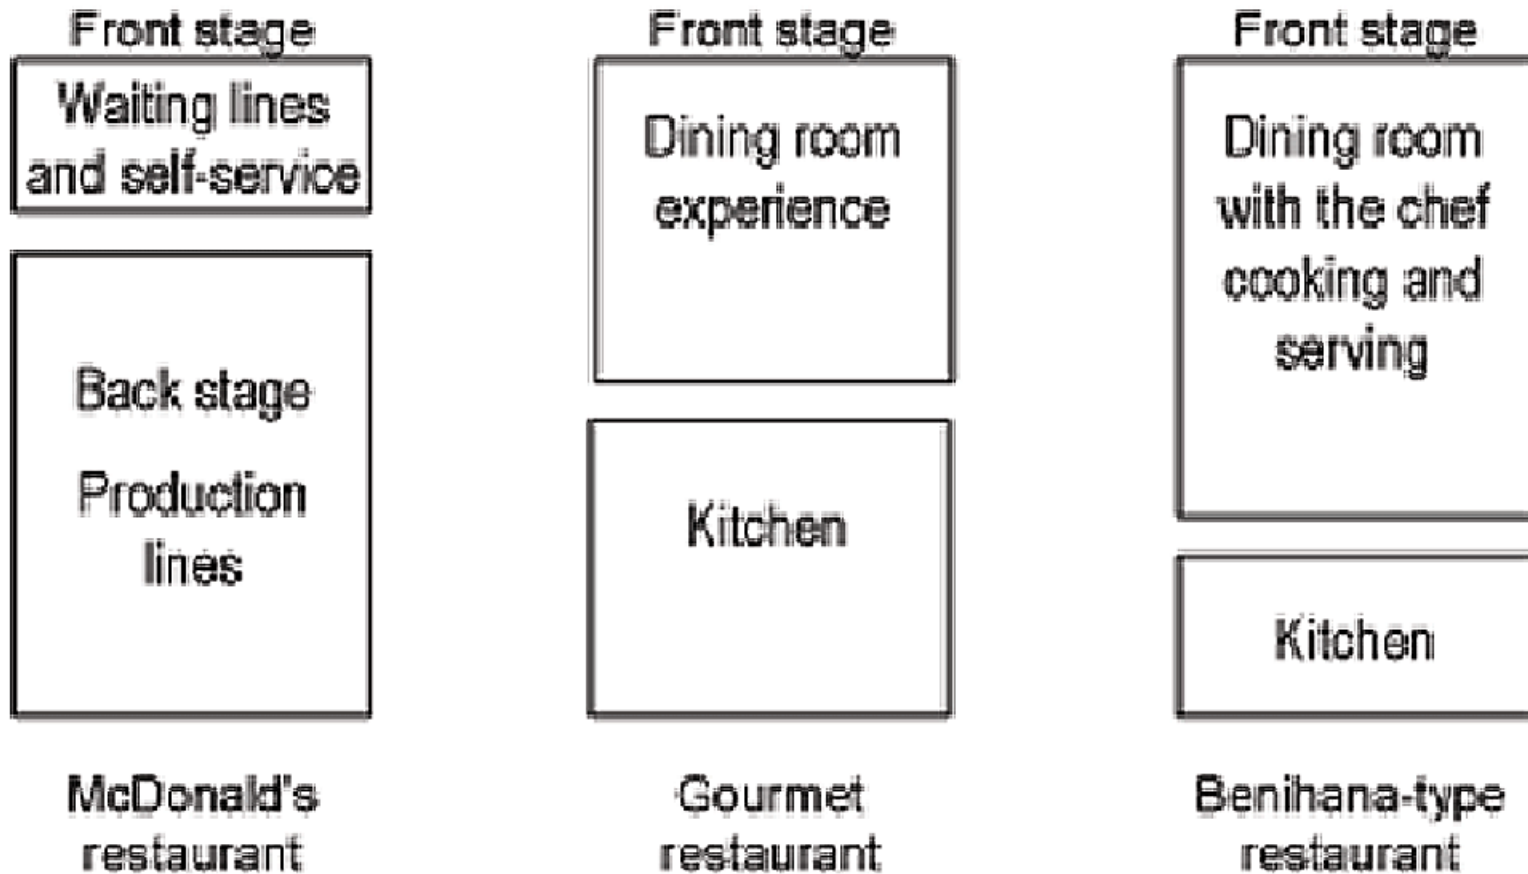 Front stage
Waiting lines
and self-service
Back stage
Production
lines
McDonald's
restaurant
Front stage
Dining room
experience
Kitchen
Gourmet
restaurant
Front stage
Dining room
with the chef
cooking and
serving
Kitchen
Benihana-type
restaurant